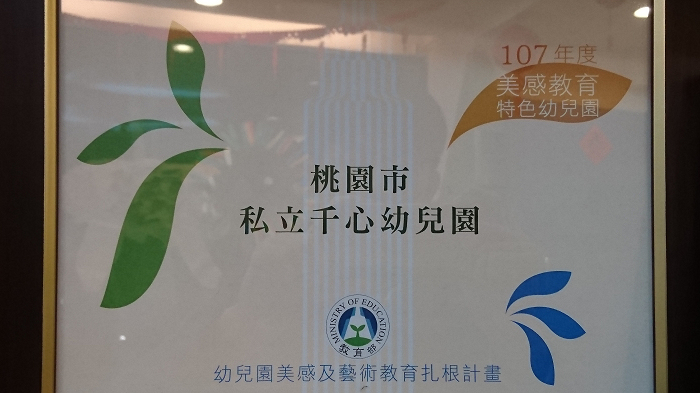 107年度
美感教育
特色幼兒園
桃園市
私立千心幼兒園
MINISTRY OF EDUCATION
教育部
幼兒園美感及藝術教育扎根計畫